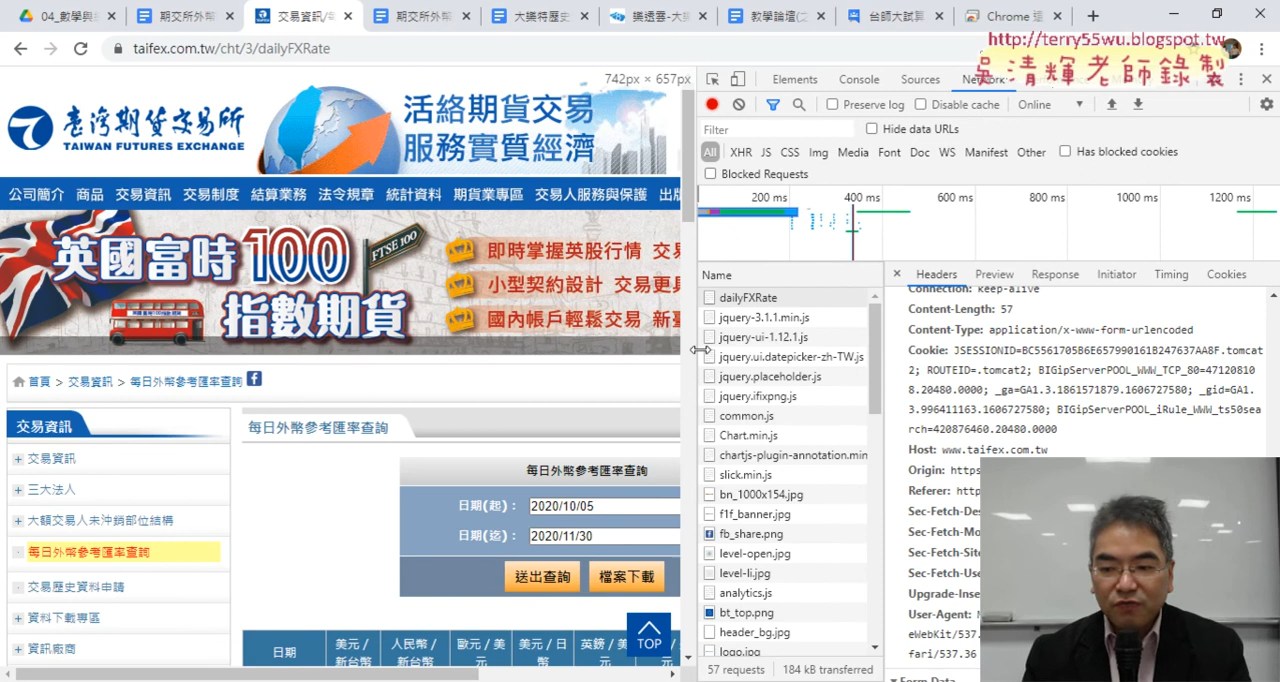 04_數學與
期交所外幣
交易資訊/每
期交所外幣
大樂特歷史
樂透雲-大樂
教學論壇(文
台師大試算
Chrome 遠
http://terry55wu.blogspot.tw
吳清輝老師錄製
taifex.com.tw/cht/3/dailyFXRate
742px × 657px
臺灣期貨交易所
TAIWAN FUTURES EXCHANGE
活絡期貨交易
服務實質經濟
公司簡介 商品 交易資訊 交易制度 結算業務 法令規章 統計資料 期貨業專區 交易人服務與保護 出版
英國富時100
指數期貨
FTSE 100
即時掌握英股行情 交易
小型契約設計 交易更具
國內帳戶輕鬆交易 新臺
首頁 > 交易資訊 > 每日外幣參考匯率查詢
交易資訊
交易資訊
三大法人
大額交易人未沖銷部位結構
每日外幣參考匯率查詢
交易歷史資料申請
資料下載專區
資訊廠商
每日外幣參考匯率查詢
每日外幣參考匯率查詢
日期(起)： 2020/10/05
日期(迄)： 2020/11/30
送出查詢 檔案下載
TOP
日期
美元／新台幣
人民幣／新台幣
歐元／美元
美元／日幣
英鎊／美元
Elements Console Sources Network
Preserve log Disable cache Online
Filter Hide data URLs
All XHR JS CSS Img Media Font Doc WS Manifest Other Has blocked cookies
Blocked Requests
200 ms 400 ms 600 ms 800 ms 1000 ms 1200 ms
Name
dailyFXRate
jquery-3.1.1.min.js
jquery-ui-1.12.1.js
jquery.ui.datepicker-zh-TW.js
jquery.placeholder.js
jquery.ifixpng.js
common.js
Chart.min.js
chartjs-plugin-annotation.min
slick.min.js
bn_1000x154.jpg
f1f_banner.jpg
fb_share.png
level-open.jpg
level-li.jpg
analytics.js
bt_top.png
header_bg.jpg
logo.jpg
57 requests 184 kB transferred
Headers Preview Response Initiator Timing Cookies
Connection: keep-alive
Content-Length: 57
Content-Type: application/x-www-form-urlencoded
Cookie: JSESSIONID=BC5561705B6E657990161B247637AA8F.tomcat
2; ROUTEID=.tomcat2; BIGipServerPOOL_WWW_TCP_80=47120810
8.20480.0000; _ga=GA1.3.1861571879.1606727580; _gid=GA1.
3.996411163.1606727580; BIGipServerPOOL_iRule_WWW_ts50sea
rch=420876460.20480.0000
Host: www.taifex.com.tw
Origin: https
Referer: http
Sec-Fetch-Des
Sec-Fetch-Mo
Sec-Fetch-Site
Sec-Fetch-Use
Upgrade-Inse
User-Agent: M
eWebKit/537.
fari/537.36
Form Data